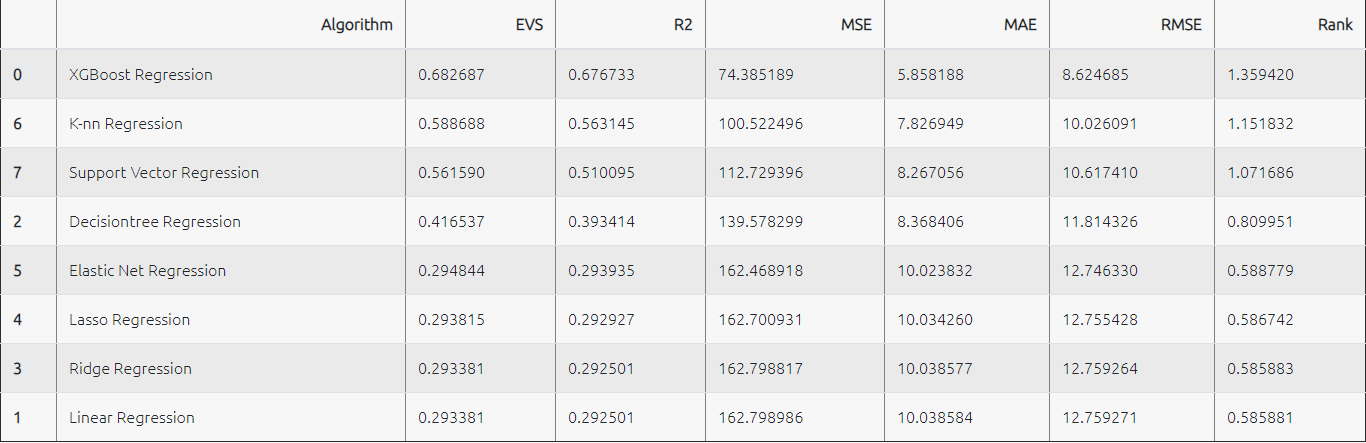 Algorithm EVS R2 MSE MAE RMSE Rank
0 XGBoost Regression 0.682687 0.676733 74.385189 5.858188 8.624685 1.359420
6 K-nn Regression 0.588688 0.563145 100.522496 7.826949 10.026091 1.151832
7 Support Vector Regression 0.561590 0.510095 112.729396 8.267056 10.617410 1.071686
2 Decisiontree Regression 0.416537 0.393414 139.578299 8.368406 11.814326 0.809951
5 Elastic Net Regression 0.294844 0.293935 162.468918 10.023832 12.746330 0.588779
4 Lasso Regression 0.293815 0.292927 162.700931 10.034260 12.755428 0.586742
3 Ridge Regression 0.293381 0.292501 162.798817 10.038577 12.759264 0.585883
1 Linear Regression 0.293381 0.292501 162.798986 10.038584 12.759271 0.585881